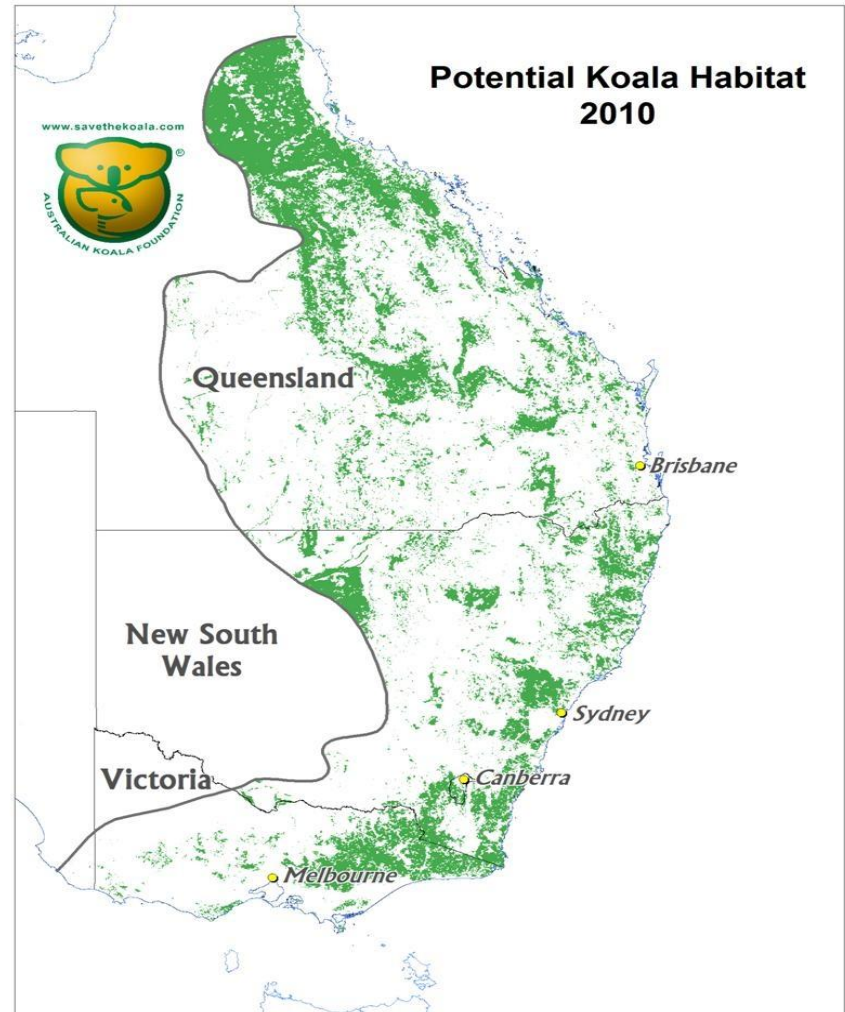 Potential Koala Habitat
2010
www.savethekoala.com
®
AUSTRALIAN KOALA FOUNDATION
Queensland
Brisbane
New South
Wales
Sydney
Canberra
Victoria
Melbourne